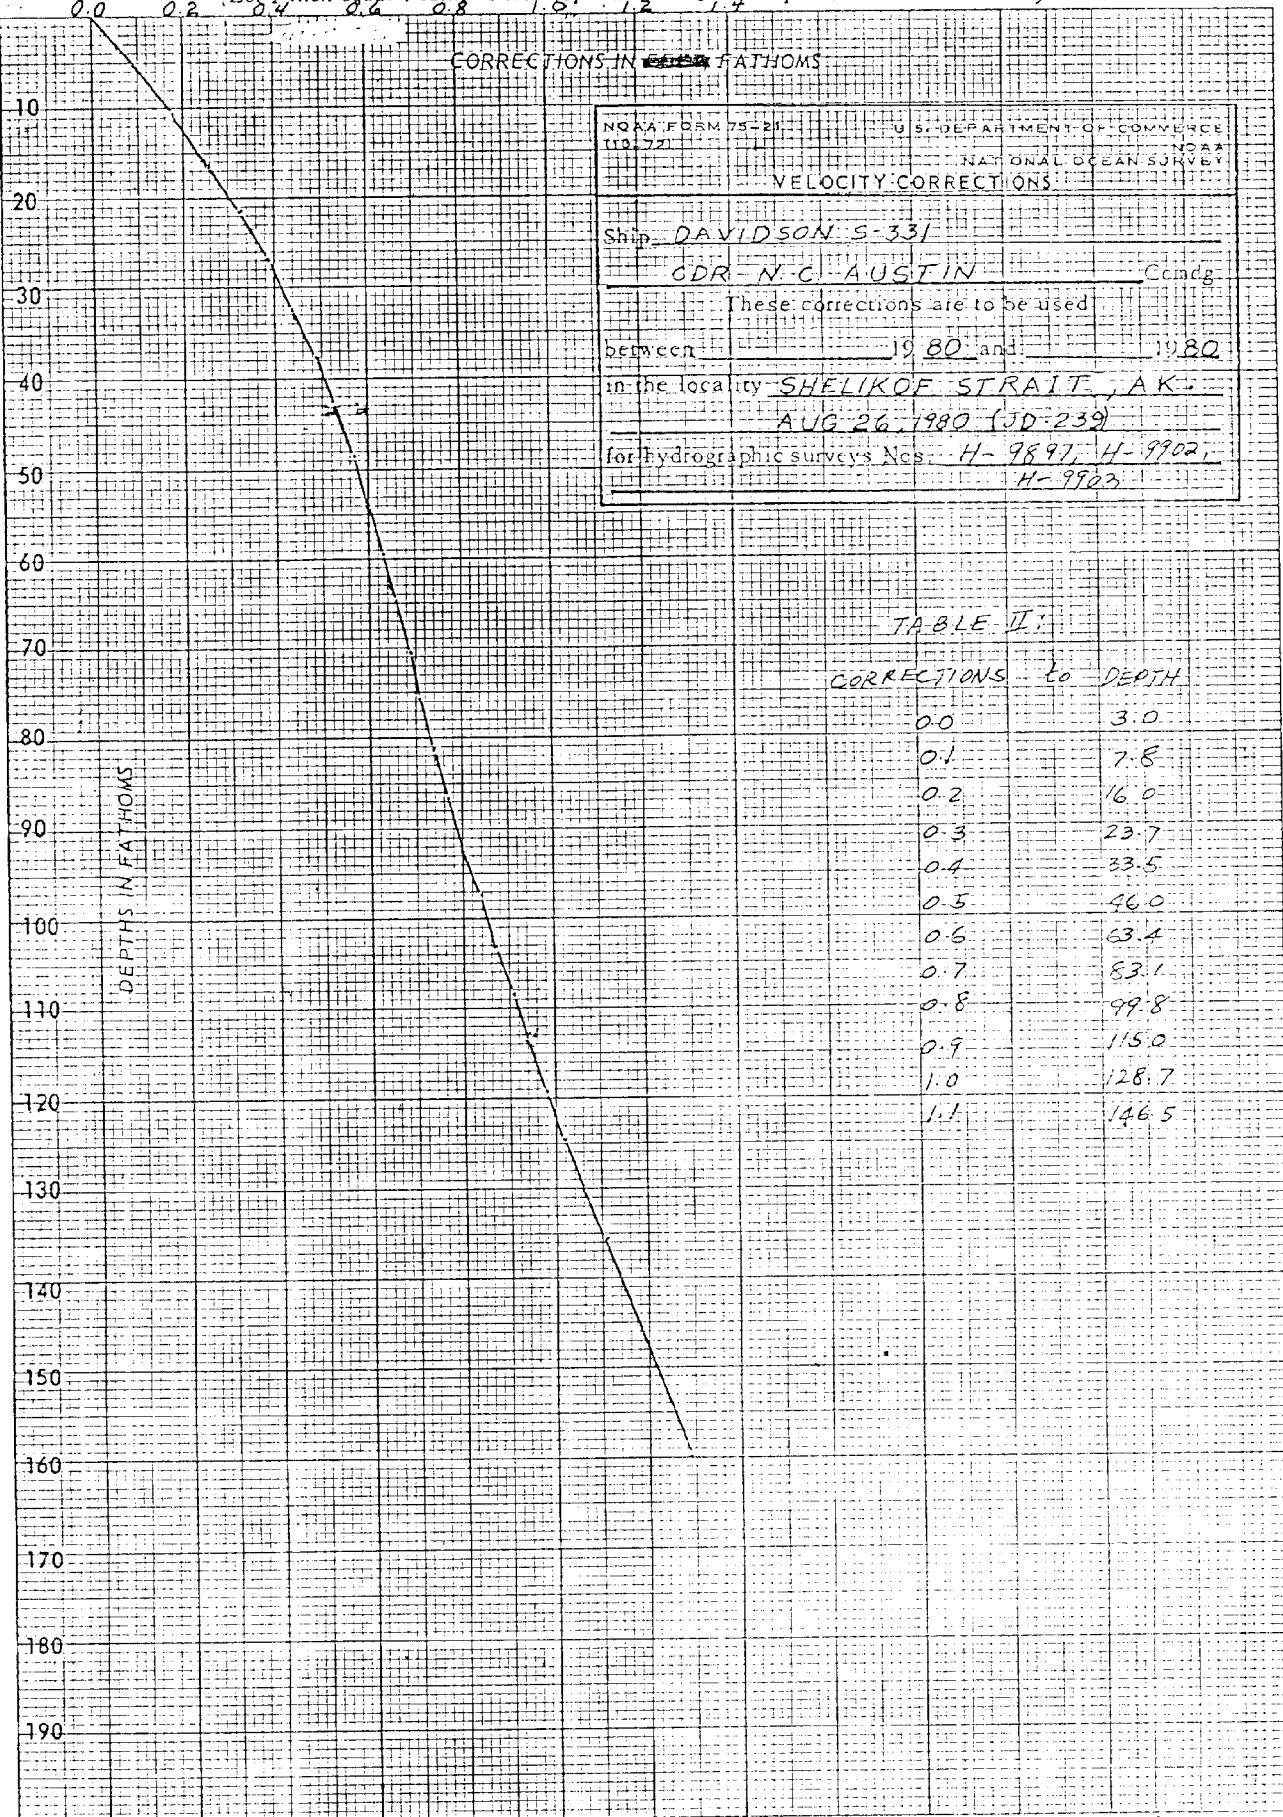 0.0 0.2 0.4 0.6 0.8 1.0 1.2 1.4
CORRECTIONS IN FATHOMS
NOAA FORM 75-21 U.S. DEPARTMENT OF COMMERCE
(10-72) NOAA
NATIONAL OCEAN SURVEY
VELOCITY CORRECTIONS
Ship DAVIDSON S-331
CDR N.C. AUSTIN Comdg
These corrections are to be used
between 19 80 and 19 80
in the locality SHELIKOF STRAIT, AK.
AUG 26, 1980 (JD-239)
for hydrographic surveys Nos. H-9897, H-9902,
H-9903
10
20
30
40
50
60
70
80
90
100
110
120
130
140
150
160
170
180
190
DEPTHS IN FATHOMS
TABLE II:
CORRECTIONS to DEPTH
0.0 3.0
0.1 7.8
0.2 16.0
0.3 23.7
0.4 33.5
0.5 46.0
0.6 63.4
0.7 83.1
0.8 99.8
0.9 115.0
1.0 128.7
1.1 146.5